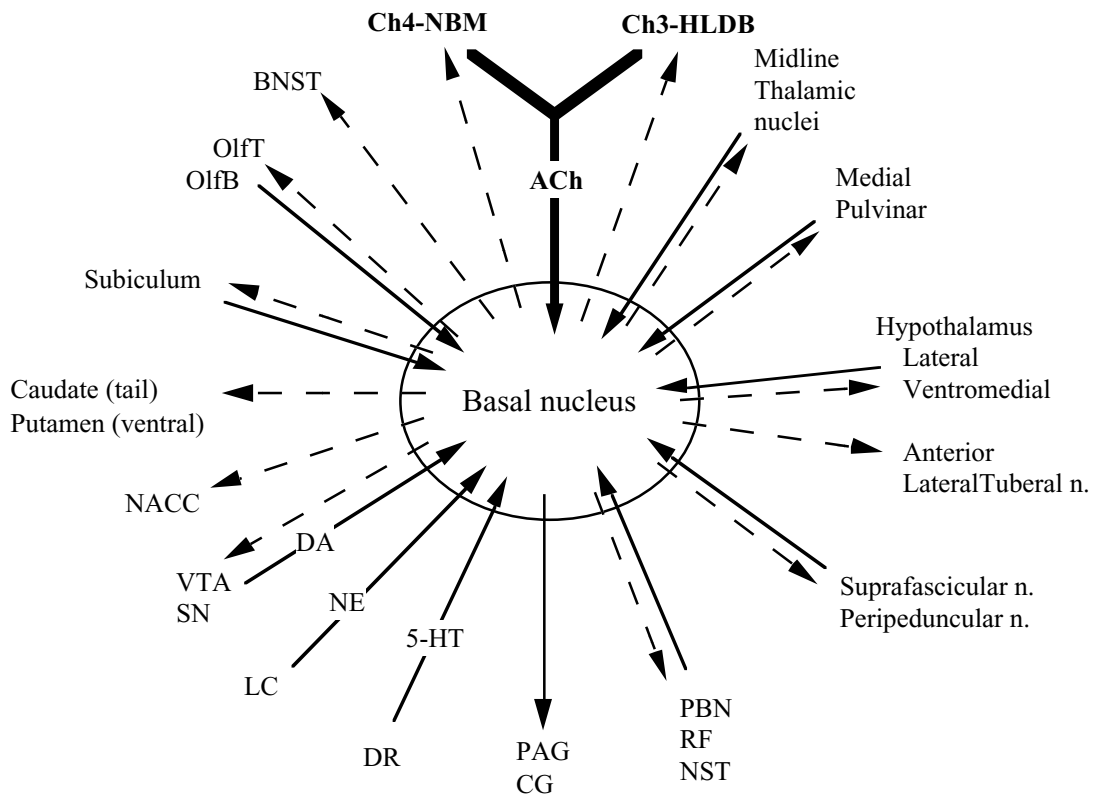 Ch4-NBM
Ch3-HLDB
BNST
Midline
Thalamic
nuclei
OlfT
OlfB
ACh
Medial
Pulvinar
Subiculum
Hypothalamus
Lateral
Ventromedial
Caudate (tail)
Putamen (ventral)
Basal nucleus
Anterior
LateralTuberal n.
NACC
DA
VTA
SN
NE
Suprafascicular n.
Peripeduncular n.
5-HT
LC
DR
PAG
CG
PBN
RF
NST